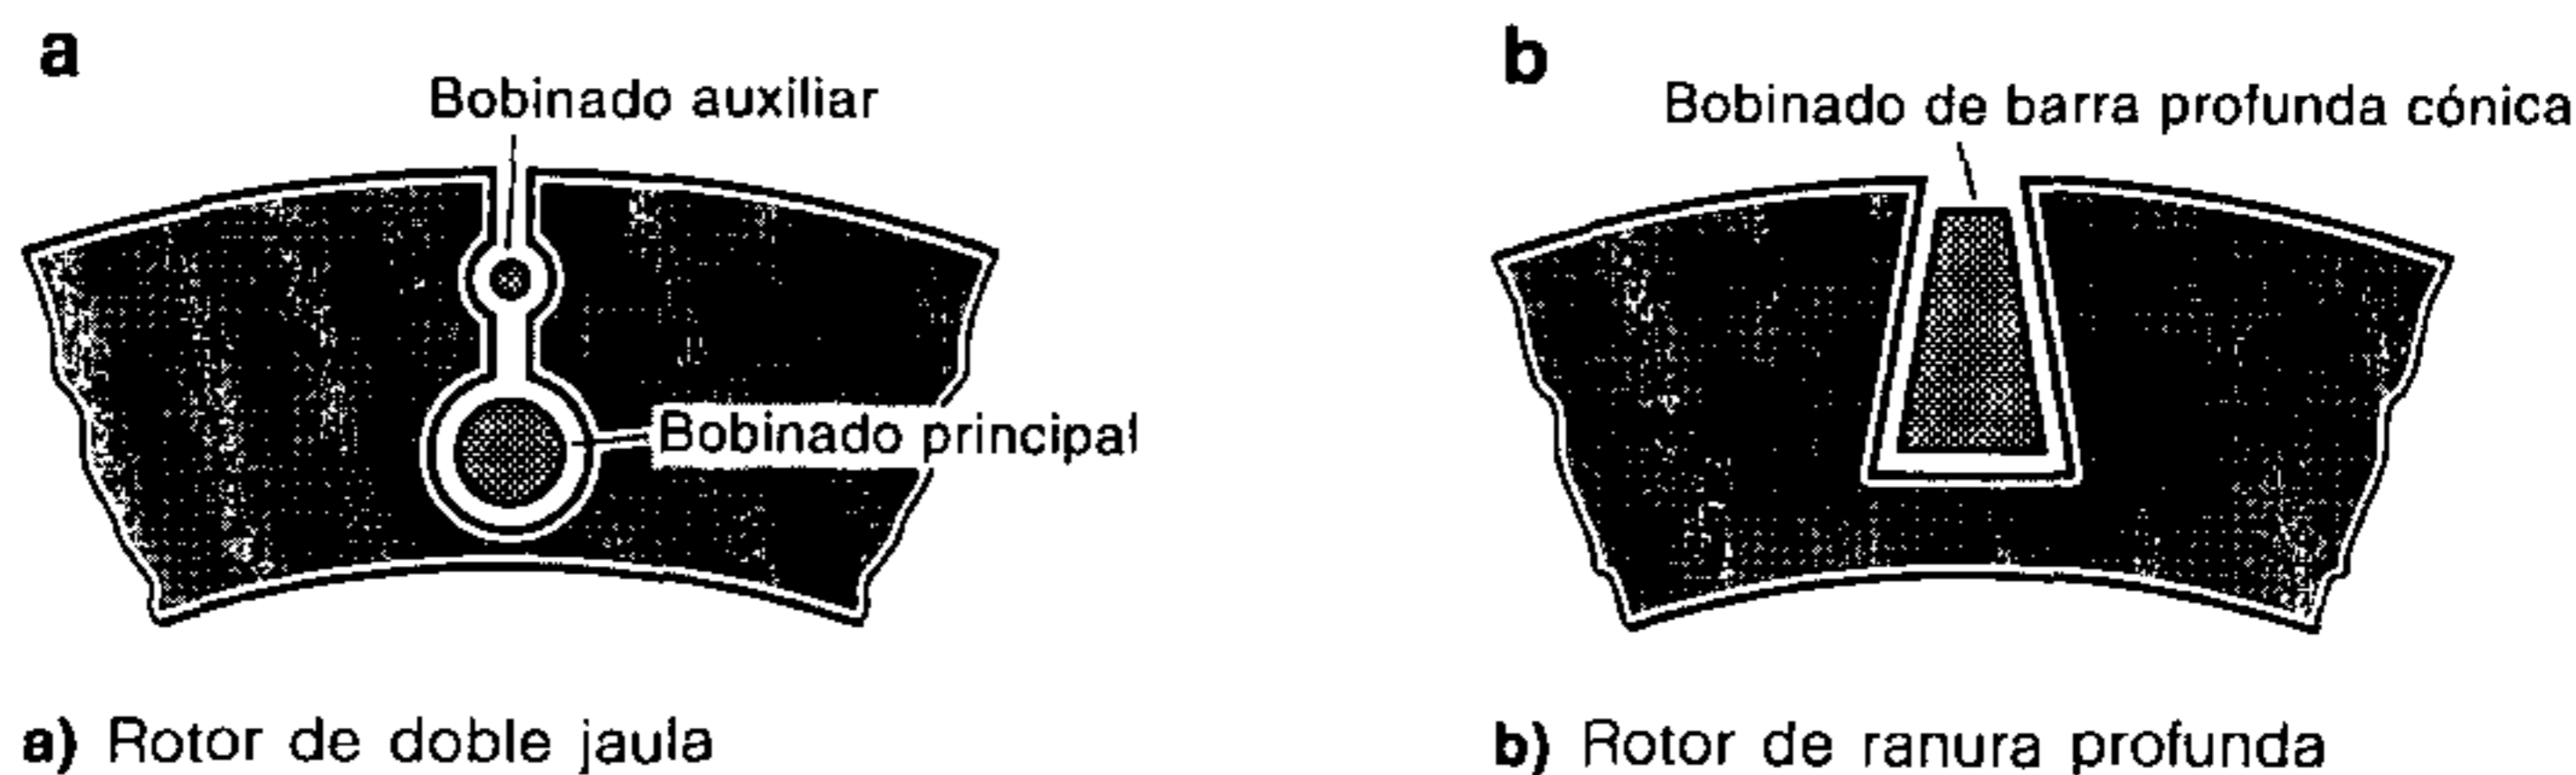 a
Bobinado auxiliar
Bobinado principal
a) Rotor de doble jaula
b
Bobinado de barra profunda cónica
b) Rotor de ranura profunda